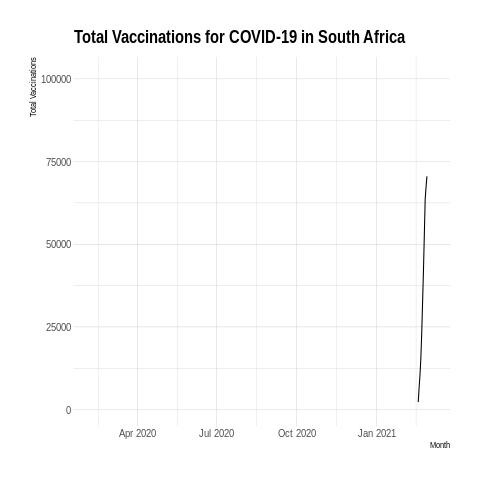 Total Vaccinations for COVID-19 in South Africa
Total Vaccinations
100000
75000
50000
25000
0
Apr 2020 Jul 2020 Oct 2020 Jan 2021
Month